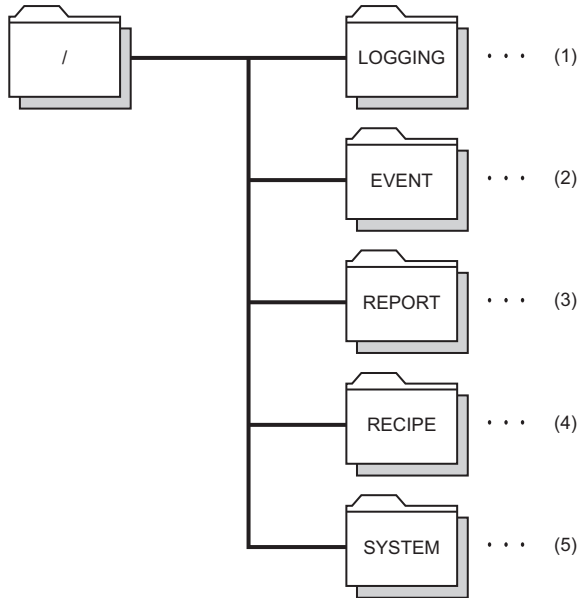 /
LOGGING . . . (1)
EVENT . . . (2)
REPORT . . . (3)
RECIPE . . . (4)
SYSTEM . . . (5)